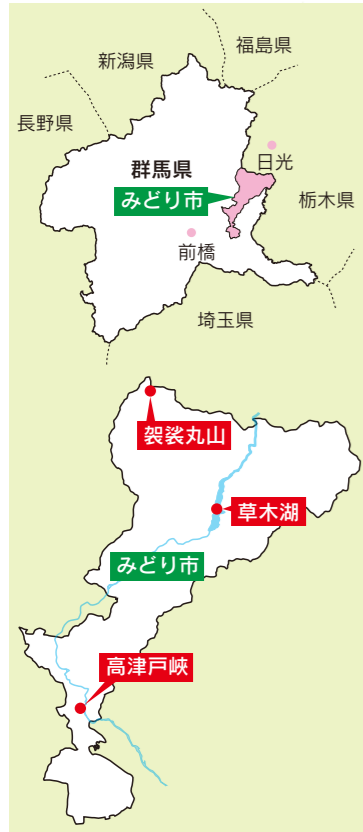 福島県
新潟県
長野県
群馬県
日光
みどり市
栃木県
前橋
埼玉県
袈裟丸山
草木湖
みどり市
高津戸峡